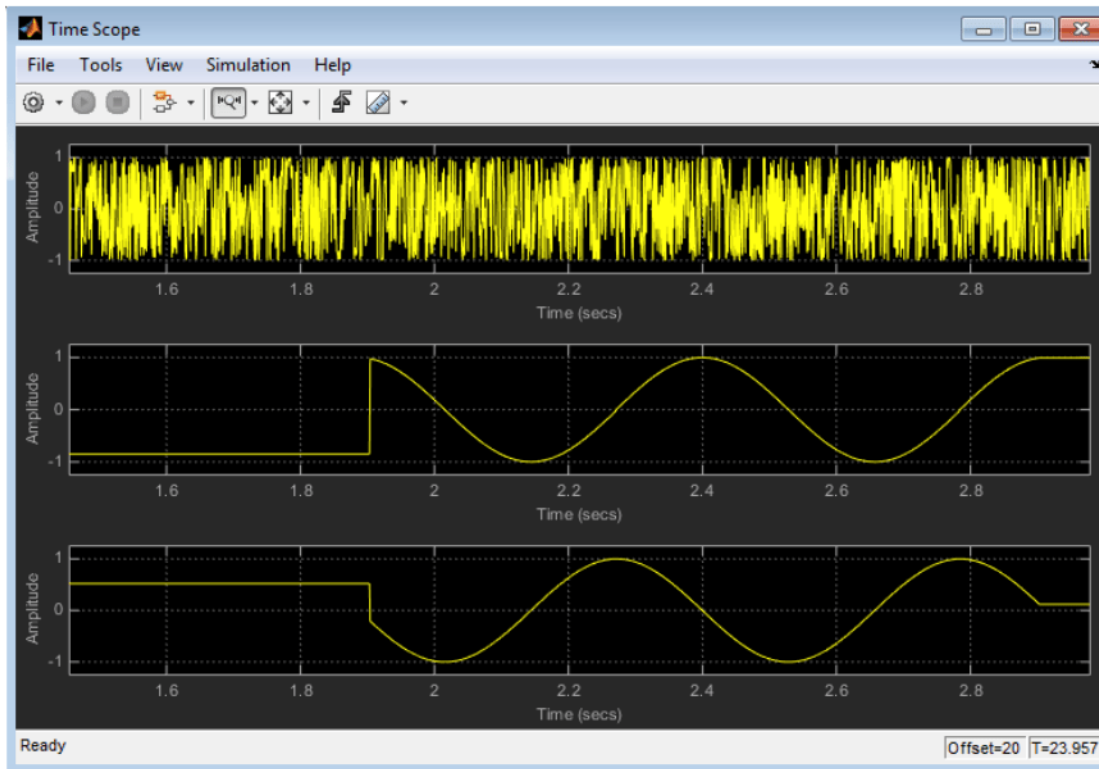 Time Scope
File Tools View Simulation Help
1
0
-1
Amplitude
1.6 1.8 2 2.2 2.4 2.6 2.8
Time (secs)
1
0
-1
Amplitude
1.6 1.8 2 2.2 2.4 2.6 2.8
Time (secs)
1
0
-1
Amplitude
1.6 1.8 2 2.2 2.4 2.6 2.8
Time (secs)
Ready Offset=20 T=23.957